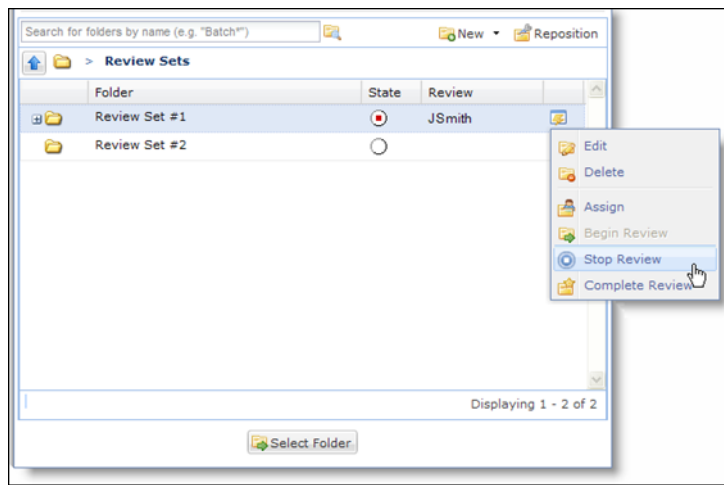 Search for folders by name (e.g. "Batch*") New Reposition
> Review Sets
Folder State Review
Review Set #1 JSmith
Review Set #2
Edit
Delete
Assign
Begin Review
Stop Review
Complete Review
Displaying 1 - 2 of 2
Select Folder